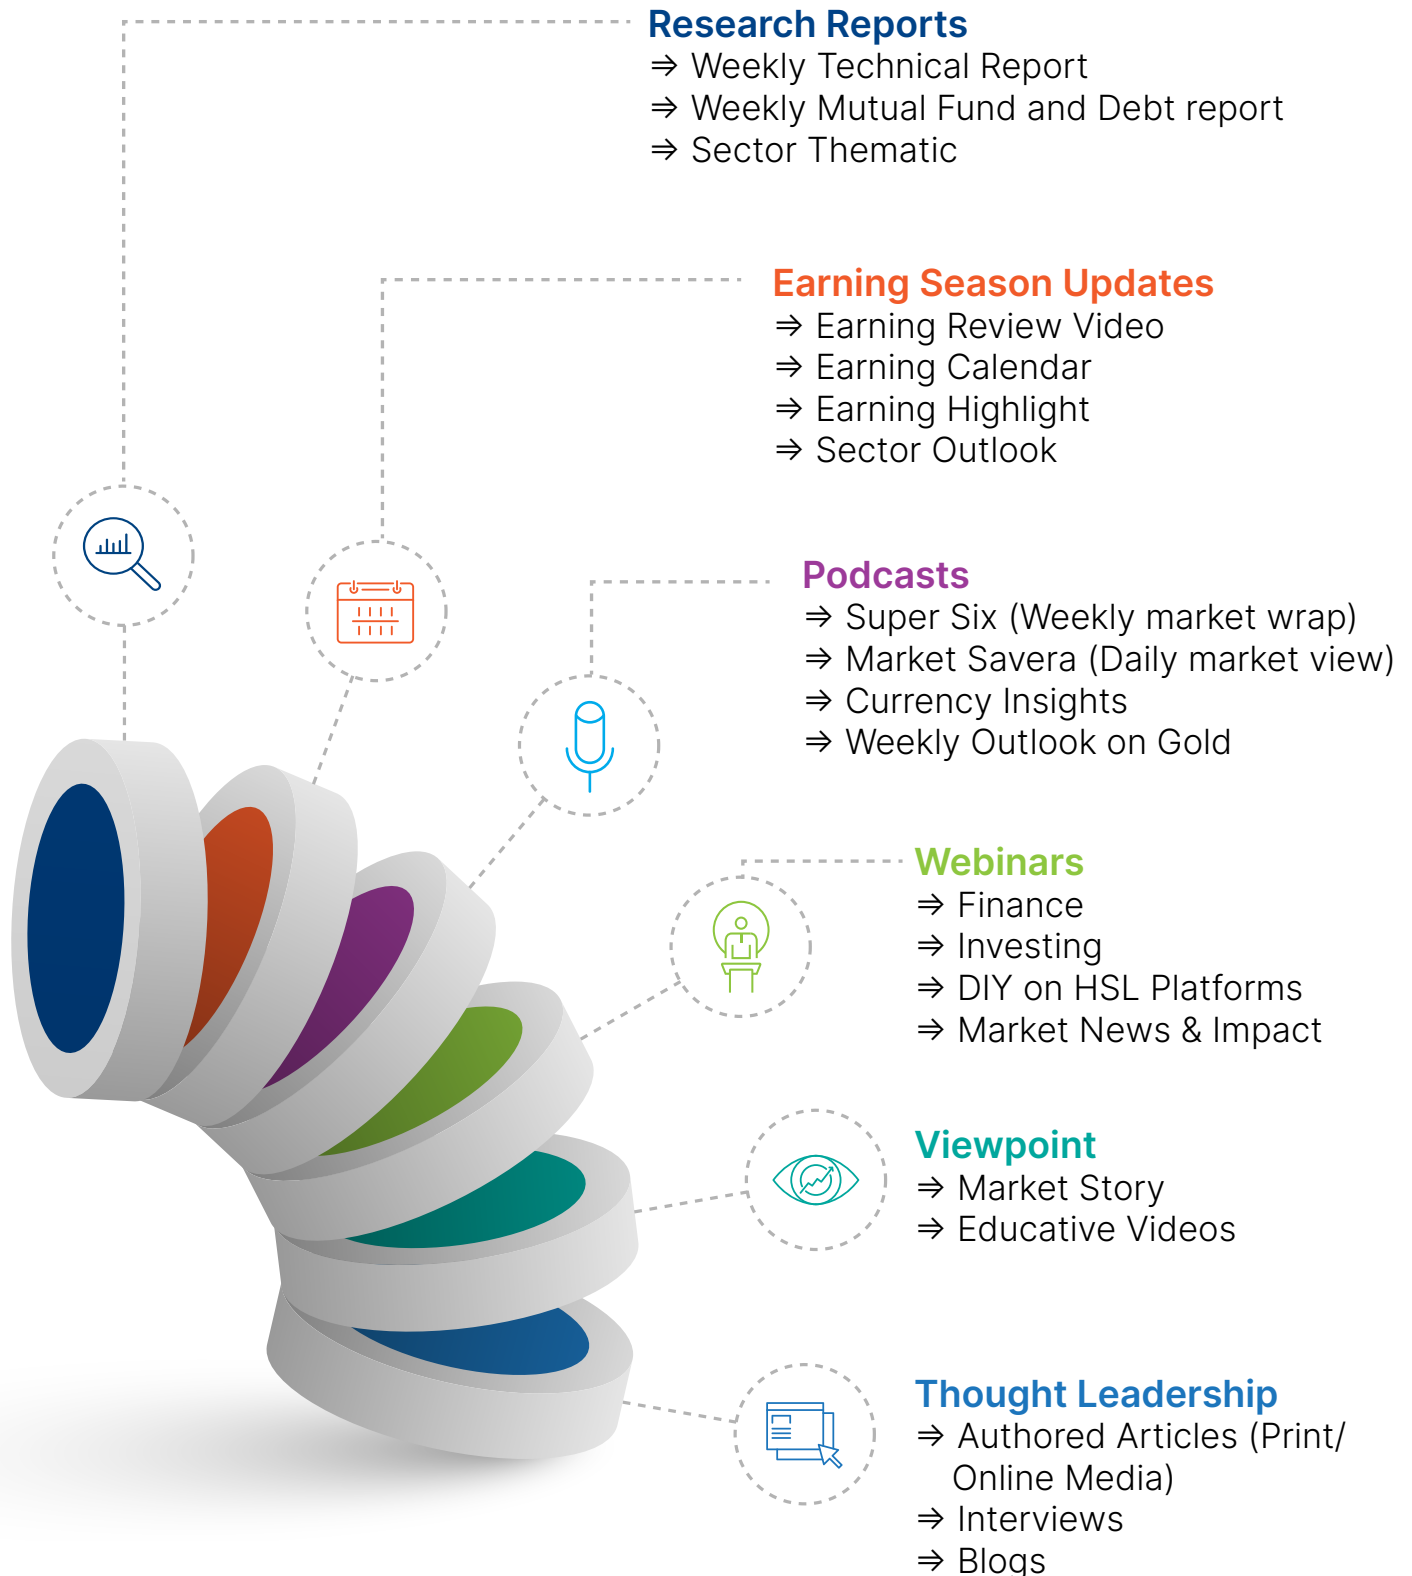 Research Reports
⇒ Weekly Technical Report
⇒ Weekly Mutual Fund and Debt report
⇒ Sector Thematic
Earning Season Updates
⇒ Earning Review Video
⇒ Earning Calendar
⇒ Earning Highlight
⇒ Sector Outlook
Podcasts
⇒ Super Six (Weekly market wrap)
⇒ Market Savera (Daily market view)
⇒ Currency Insights
⇒ Weekly Outlook on Gold
Webinars
⇒ Finance
⇒ Investing
⇒ DIY on HSL Platforms
⇒ Market News & Impact
Viewpoint
⇒ Market Story
⇒ Educative Videos
Thought Leadership
⇒ Authored Articles (Print/
Online Media)
⇒ Interviews
⇒ Blogs